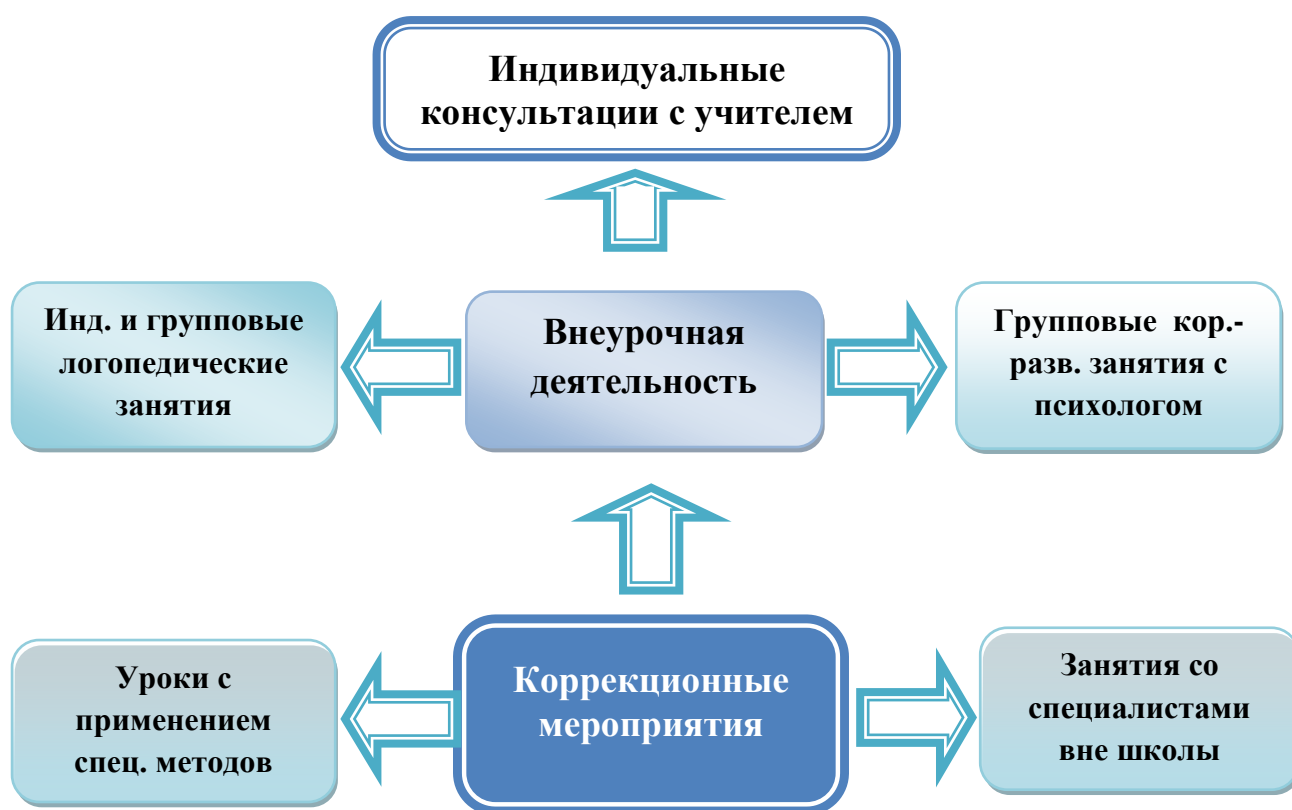 Индивидуальные
консультации с учителем
Инд. и групповые
логопедические
занятия
Внеурочная
деятельность
Групповые кор.-
разв. занятия с
психологом
Уроки с
применением
спец. методов
Коррекционные
мероприятия
Занятия со
специалистами
вне школы